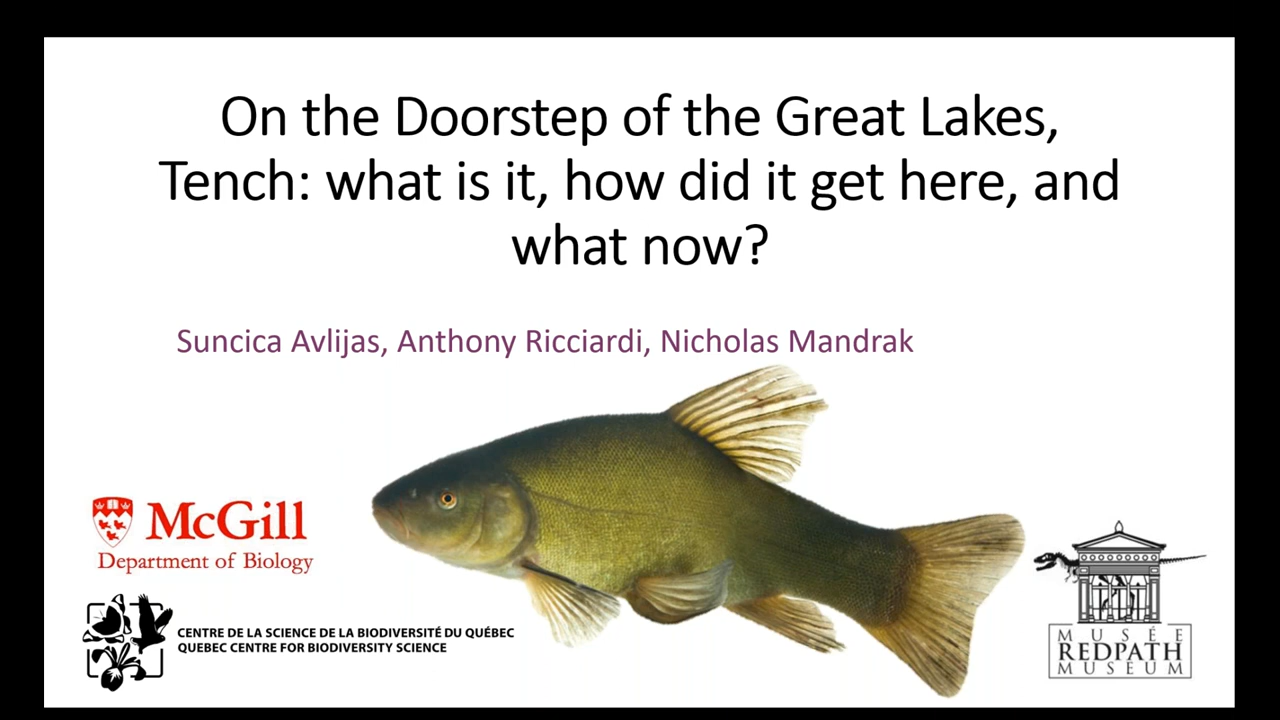 On the Doorstep of the Great Lakes,
Tench: what is it, how did it get here, and
what now?
Suncica Avlijas, Anthony Ricciardi, Nicholas Mandrak
McGill
Department of Biology
CENTRE DE LA SCIENCE DE LA BIODIVERSITÉ DU QUÉBEC
QUEBEC CENTRE FOR BIODIVERSITY SCIENCE
MUSÉE
REDPATH
MUSEUM